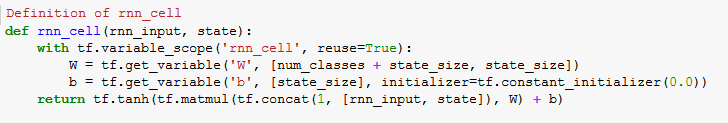 Definition of rnn_cell
def rnn_cell(rnn_input, state):
    with tf.variable_scope('rnn_cell', reuse=True):
        W = tf.get_variable('W', [num_classes + state_size, state_size])
        b = tf.get_variable('b', [state_size], initializer=tf.constant_initializer(0.0))
    return tf.tanh(tf.matmul(tf.concat(1, [rnn_input, state]), W) + b)